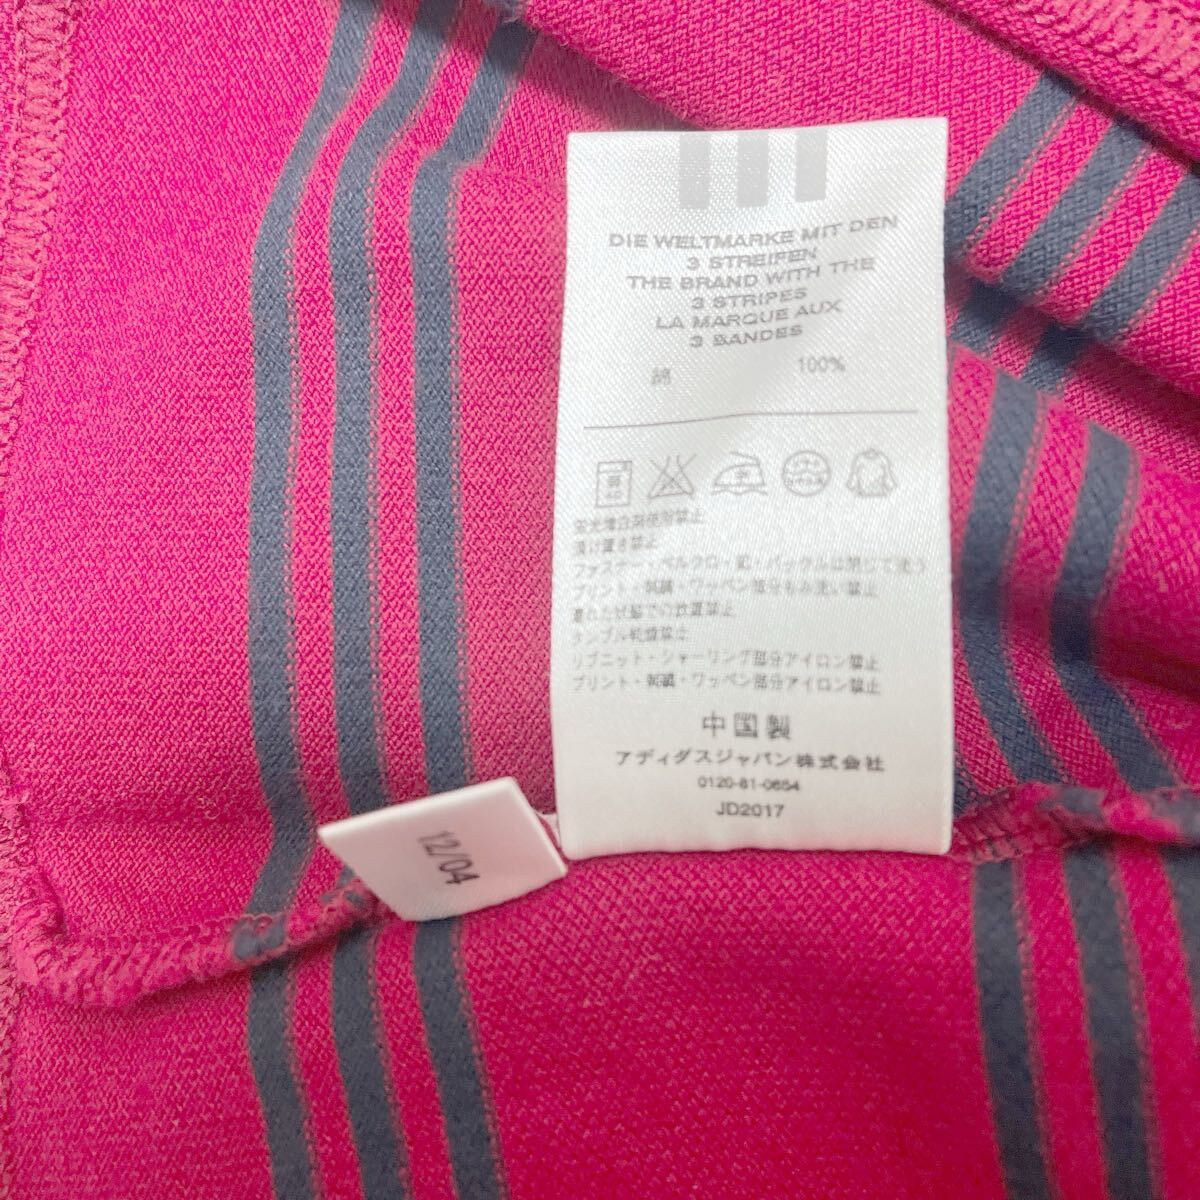 DIE WELTMARKE MIT DEN
3 STREIFEN
THE BRAND WITH THE
3 STRIPES
LA MARQUE AUX
3 BANDES
綿 100%
蛍光増白剤使用禁止
漬け置き禁止
ファスナー・ベルクロ・釦・バックルは閉じて洗う
プリント・刺繍・ワッペン部分もみ洗い禁止
濡れた状態での放置禁止
タンブル乾燥禁止
リブニット・シャーリング部分アイロン禁止
プリント・刺繍・ワッペン部分アイロン禁止
中国製
アディダスジャパン株式会社
0120-81-0654
JD2017
12/04